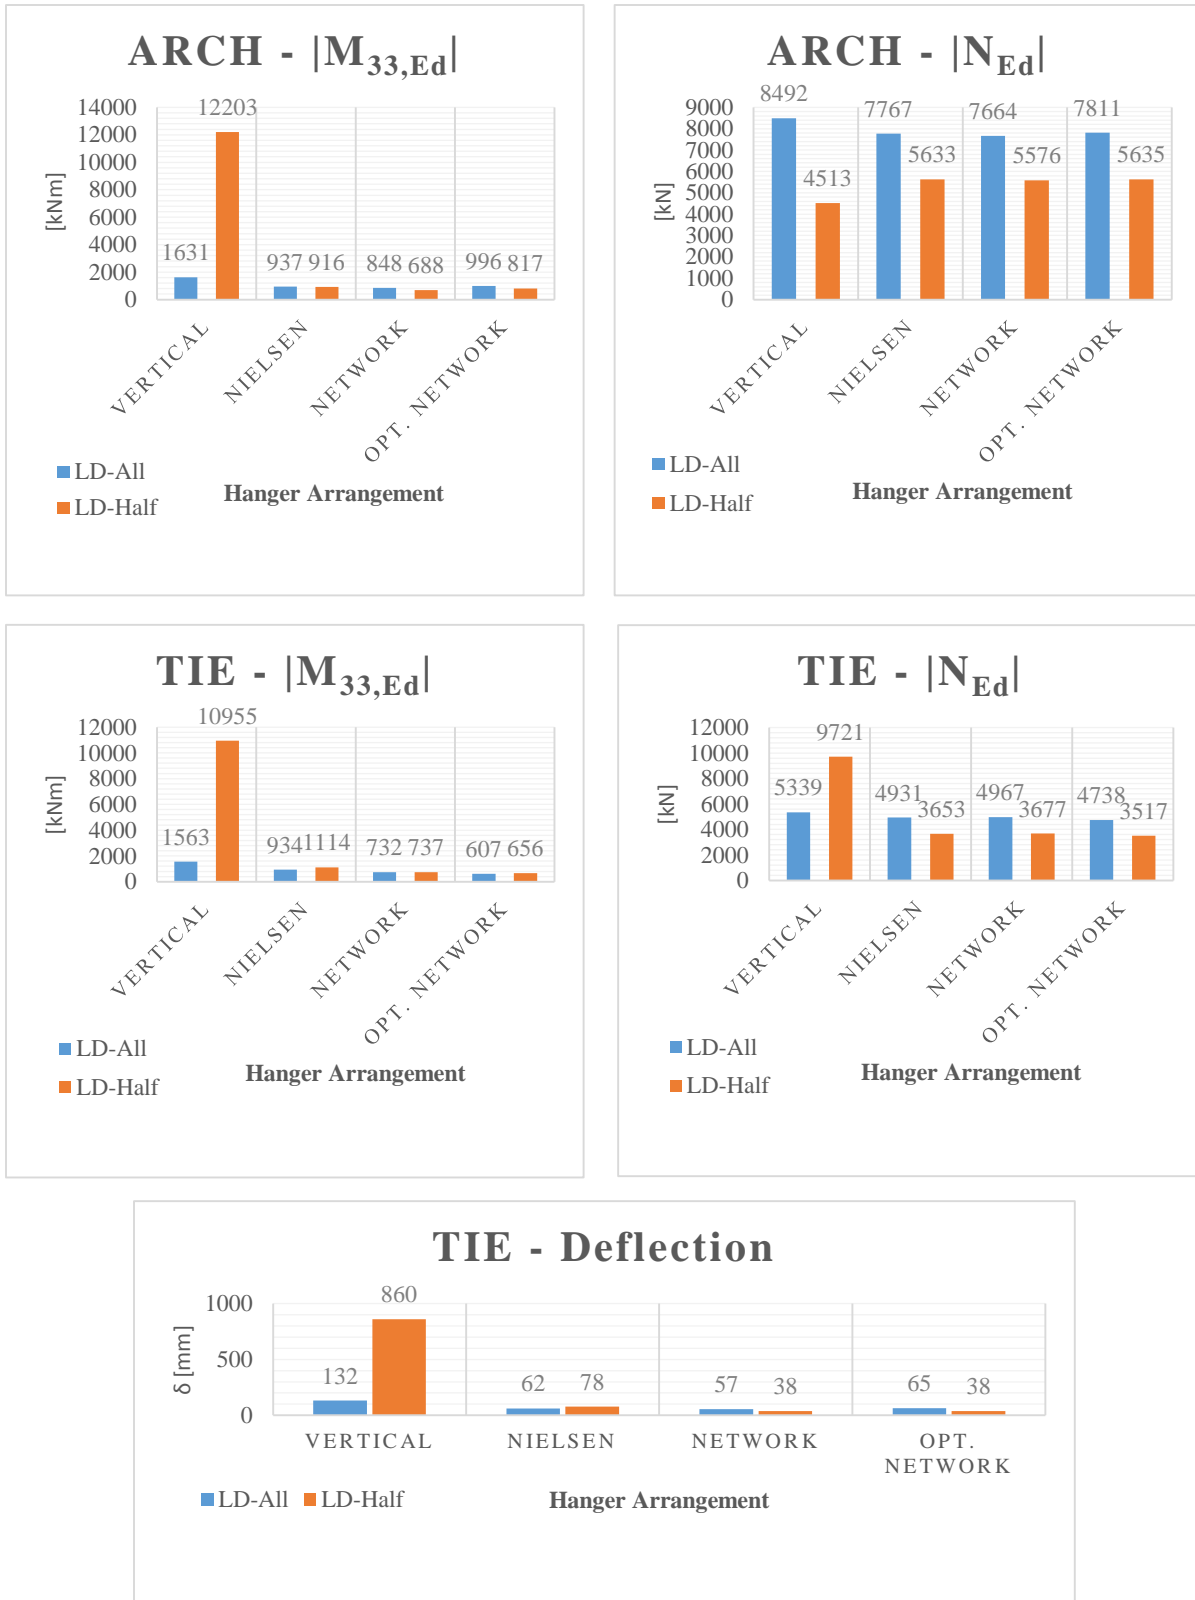 ARCH - |M33,Ed|
14000
12000
10000
8000
6000
4000
2000
0
[kNm]
1631
12203
937
916
848
688
996
817
VERTICAL
NIELSEN
NETWORK
OPT. NETWORK
LD-All
LD-Half
Hanger Arrangement
ARCH - |NEd|
9000
8000
7000
6000
5000
4000
3000
2000
1000
0
[kN]
8492
4513
7767
5633
7664
5576
7811
5635
VERTICAL
NIELSEN
NETWORK
OPT. NETWORK
LD-All
LD-Half
Hanger Arrangement
TIE - |M33,Ed|
12000
10000
8000
6000
4000
2000
0
[kNm]
1563
10955
934
1114
732
737
607
656
VERTICAL
NIELSEN
NETWORK
OPT. NETWORK
LD-All
LD-Half
Hanger Arrangement
TIE - |NEd|
12000
10000
8000
6000
4000
2000
0
[kN]
5339
9721
4931
3653
4967
3677
4738
3517
VERTICAL
NIELSEN
NETWORK
OPT. NETWORK
LD-All
LD-Half
Hanger Arrangement
TIE - Deflection
1000
500
0
δ [mm]
132
860
62
78
57
38
65
38
VERTICAL
NIELSEN
NETWORK
OPT.
NETWORK
LD-All
LD-Half
Hanger Arrangement